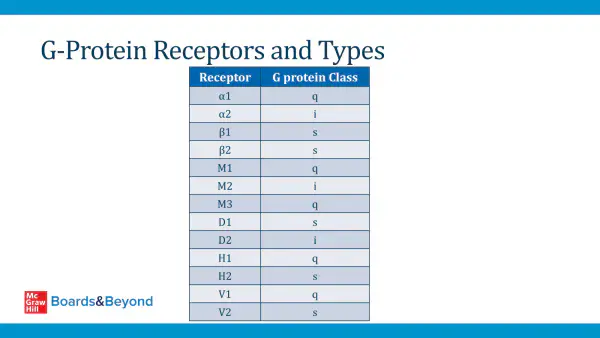 G-Protein Receptors and Types
Receptor G protein Class
α1 q
α2 i
β1 s
β2 s
M1 q
M2 i
M3 q
D1 s
D2 i
H1 q
H2 s
V1 q
V2 s
Mc
Graw
Hill
Boards&Beyond